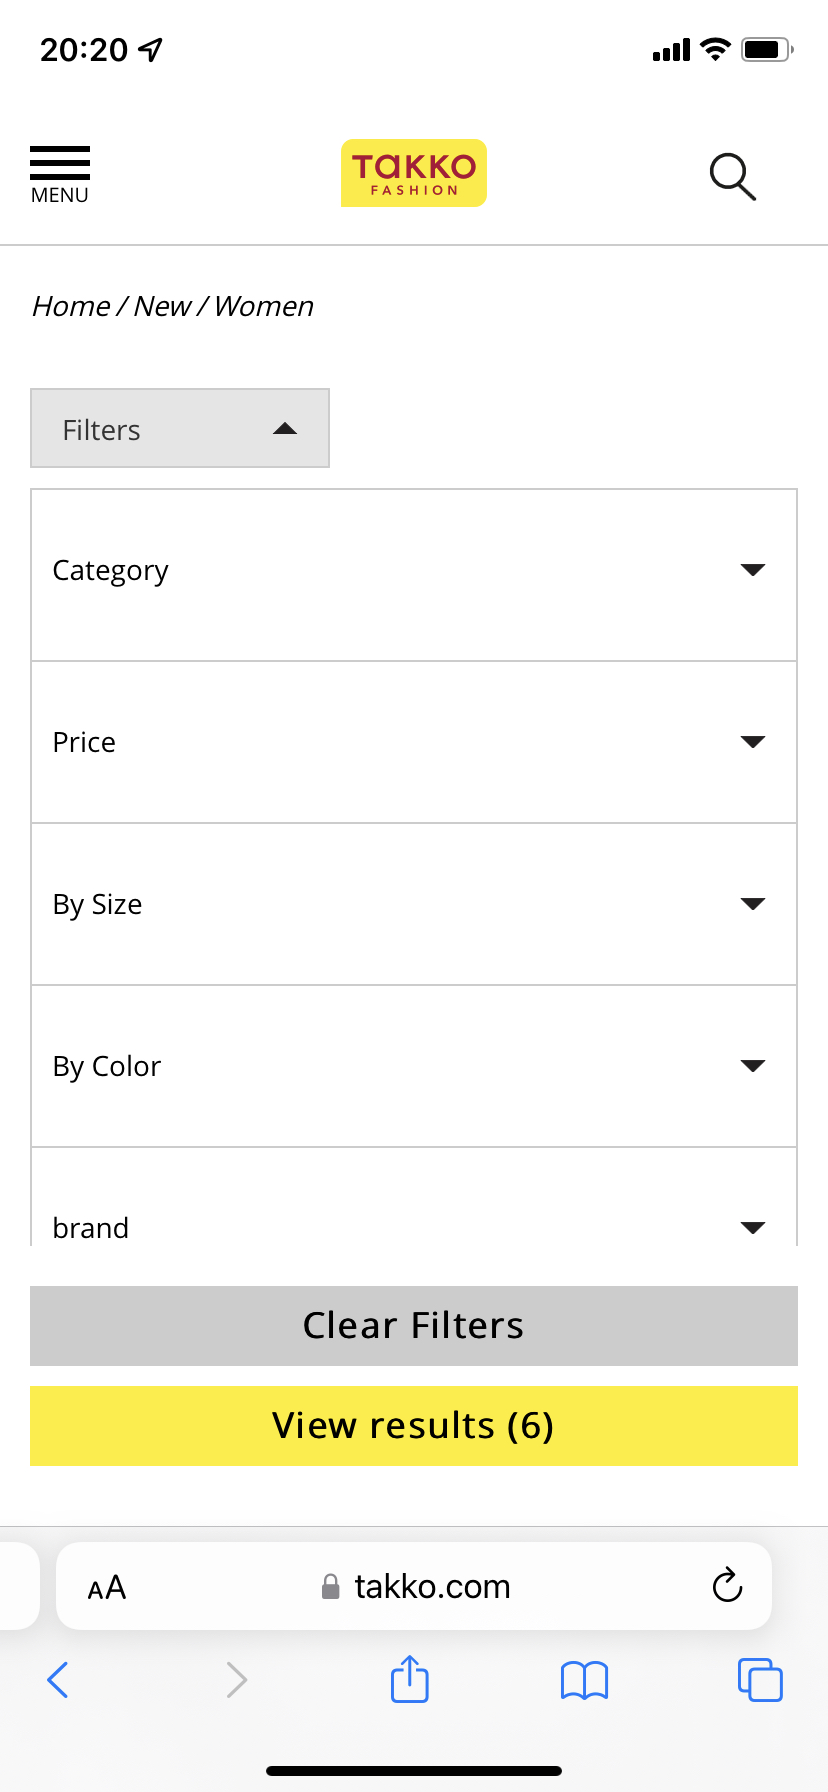 20:20
MENU
TAKKO
FASHION
Home / New / Women
Filters
Category
Price
By Size
By Color
brand
Clear Filters
View results (6)
AA
takko.com